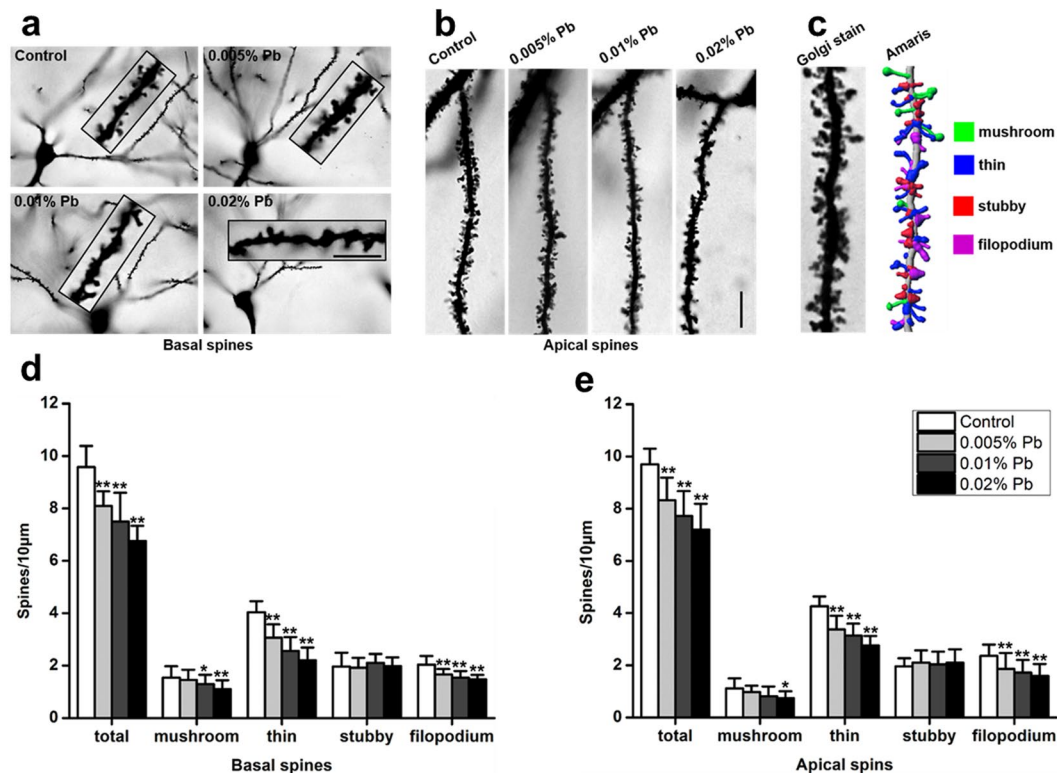 a
Control
0.005% Pb
0.01% Pb
0.02% Pb
Basal spines
b
Control
0.005% Pb
0.01% Pb
0.02% Pb
Apical spines
c
Golgi stain
Amaris
mushroom
thin
stubby
filopodium
d
12
10
8
6
4
2
0
Spines/10µm
** ** **
* **
** ** **
** ** **
total mushroom thin stubby filopodium
Basal spines
e
12
10
8
6
4
2
0
Spines/10µm
Control
0.005% Pb
0.01% Pb
0.02% Pb
** ** **
*
** ** **
** ** **
total mushroom thin stubby filopodium
Apical spins